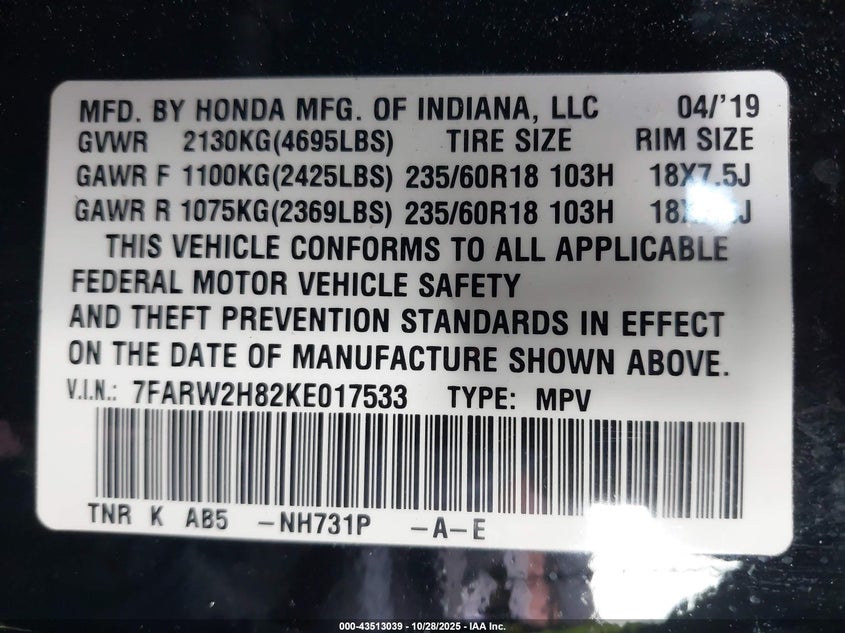 MFD. BY HONDA MFG. OF INDIANA, LLC 04/'19
GVWR 2130KG(4695LBS) TIRE SIZE RIM SIZE
GAWR F 1100KG(2425LBS) 235/60R18 103H 18X7.5J
GAWR R 1075KG(2369LBS) 235/60R18 103H
THIS VEHICLE CONFORMS TO ALL APPLICABLE
FEDERAL MOTOR VEHICLE SAFETY
AND THEFT PREVENTION STANDARDS IN EFFECT
ON THE DATE OF MANUFACTURE SHOWN ABOVE.
V.I.N.: 7FARW2H82KE017533 TYPE: MPV
TNR K AB5 -NH731P -A-E
000-43513039 - 10/28/2025 - IAA Inc.